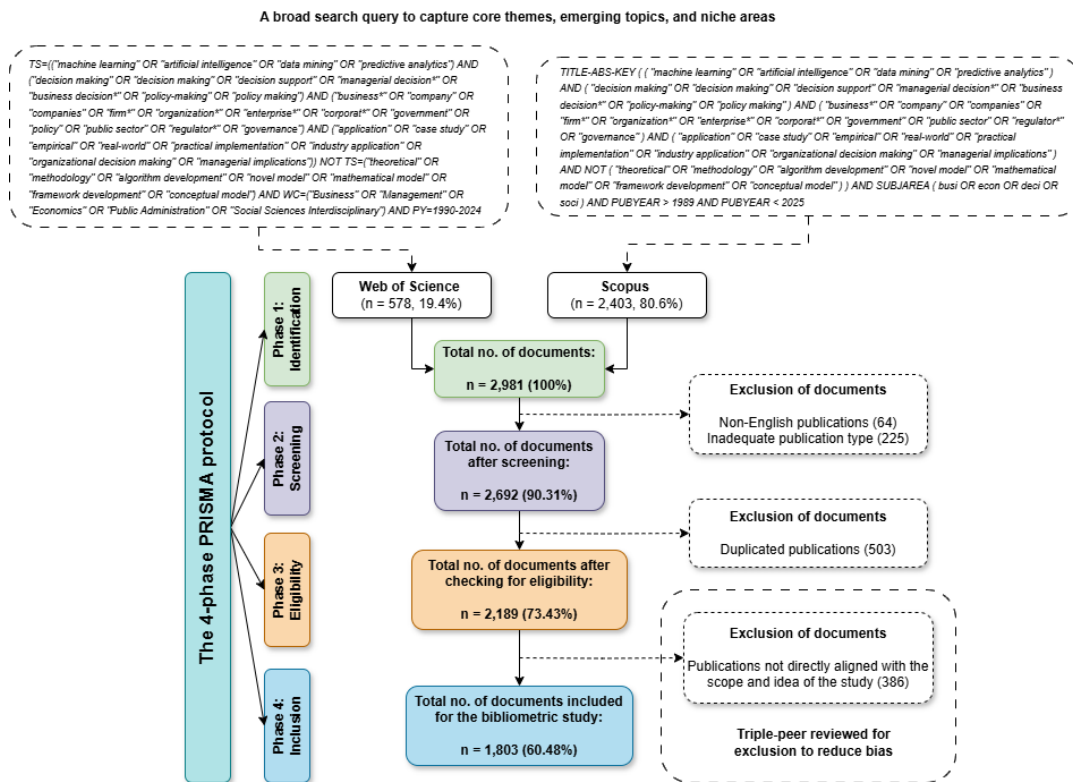 A broad search query to capture core themes, emerging topics, and niche areas
TS=(("machine learning" OR "artificial intelligence" OR "data mining" OR "predictive analytics") AND
("decision making" OR "decision making" OR "decision support" OR "managerial decision*" OR
"business decision*" OR "policy-making" OR "policy making") AND ("business*" OR "company" OR
"companies" OR "firm*" OR "organization*" OR "enterprise*" OR "corporat*" OR "government" OR
"policy" OR "public sector" OR "regulator*" OR "governance") AND ("application" OR "case study" OR
"empirical" OR "real-world" OR "practical implementation" OR "industry application" OR
"organizational decision making" OR "managerial implications")) NOT TS=("theoretical" OR
"methodology" OR "algorithm development" OR "novel model" OR "mathematical model" OR
"framework development" OR "conceptual model") AND WC=("Business" OR "Management" OR
"Economics" OR "Public Administration" OR "Social Sciences Interdisciplinary") AND PY=1990-2024
TITLE-ABS-KEY ( ( "machine learning" OR "artificial intelligence" OR "data mining" OR "predictive analytics" )
AND ( "decision making" OR "decision making" OR "decision support" OR "managerial decision*" OR "business
decision*" OR "policy-making" OR "policy making" ) AND ( "business*" OR "company" OR "companies" OR
"firm*" OR "organization*" OR "enterprise*" OR "corporat*" OR "government" OR "policy" OR "public sector" OR "regulator*"
OR "governance" ) AND ( "application" OR "case study" OR "empirical" OR "real-world" OR "practical
implementation" OR "industry application" OR "organizational decision making" OR "managerial implications" )
AND NOT ( "theoretical" OR "methodology" OR "algorithm development" OR "novel model" OR "mathematical
model" OR "framework development" OR "conceptual model" ) ) AND SUBJAREA ( busi OR econ OR deci OR
soci ) AND PUBYEAR > 1989 AND PUBYEAR < 2025
Web of Science
(n = 578, 19.4%)
Scopus
(n = 2,403, 80.6%)
The 4-phase PRISMA protocol
Phase 1:
Identification
Total no. of documents:
n = 2,981 (100%)
Exclusion of documents
Non-English publications (64)
Inadequate publication type (225)
Phase 2:
Screening
Total no. of documents
after screening:
n = 2,692 (90.31%)
Exclusion of documents
Duplicated publications (503)
Phase 3:
Eligibility
Total no. of documents after
checking for eligibility:
n = 2,189 (73.43%)
Exclusion of documents
Publications not directly aligned with the
scope and idea of the study (386)
Triple-peer reviewed for
exclusion to reduce bias
Phase 4:
Inclusion
Total no. of documents included
for the bibliometric study:
n = 1,803 (60.48%)